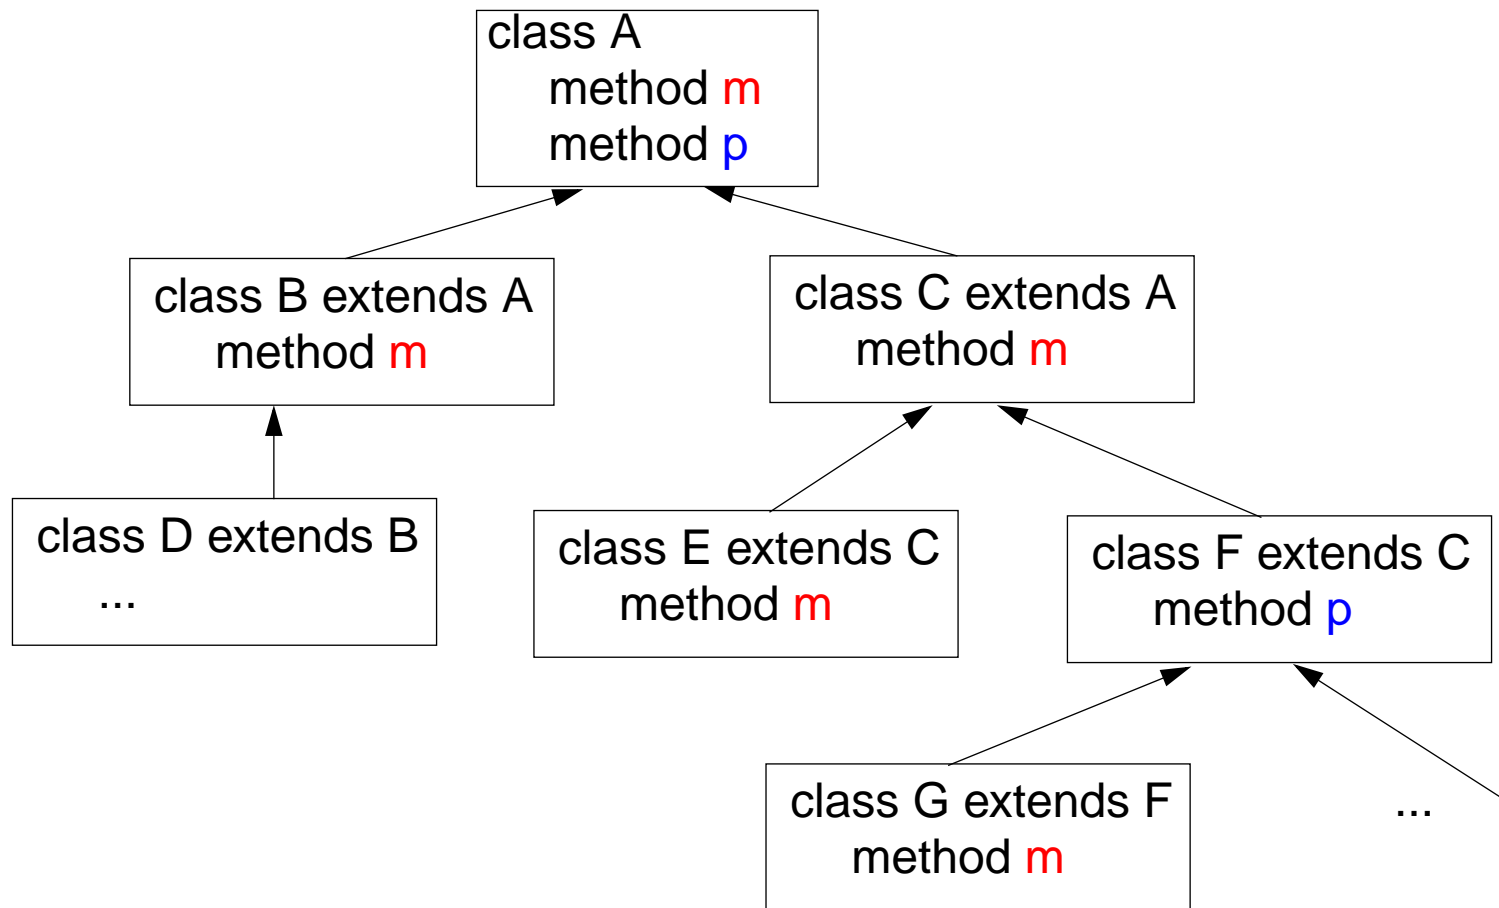 class A
method m
method p
class B extends A
method m
class C extends A
method m
class D extends B
...
class E extends C
method m
class F extends C
method p
class G extends F
method m
...